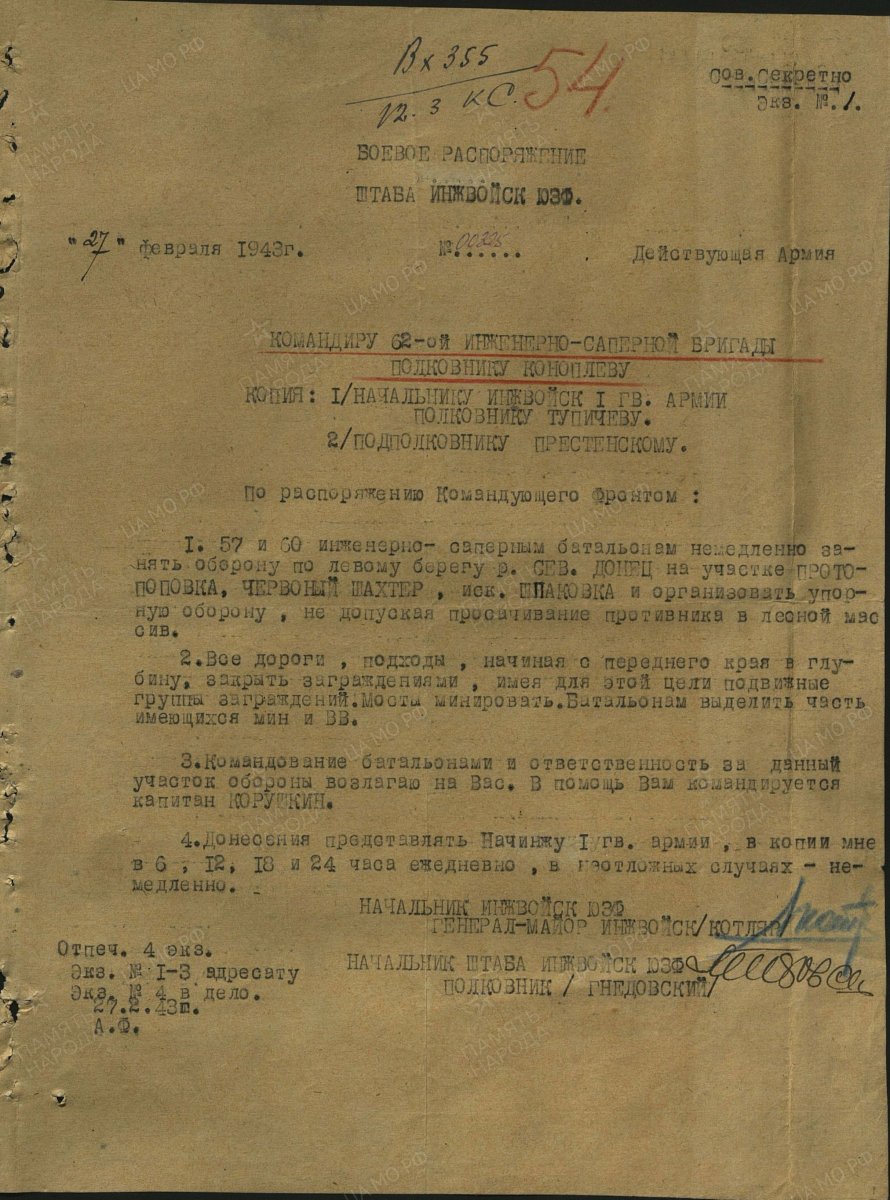 Вх 355
12.3 КС.
54.
Сов.Секретно
Экз. №.1.
БОЕВОЕ РАСПОРЯЖЕНИЕ
ШТАБА ИНЖВОЙСК ЮЗФ.
"27" февраля 1943г. №.00225...... Действующая Армия
КОМАНДИРУ 62-ой ИНЖЕНЕРНО-САПЕРНОЙ БРИГАДЫ
ПОЛКОВНИКУ КОНОПЛЕВУ
КОПИЯ: I/НАЧАЛЬНИКУ ИНЖВОЙСК I ГВ. АРМИИ
ПОЛКОВНИКУ ТУПИЧЕВУ.
2/ПОДПОЛКОВНИКУ ПРЕСТЕНСКОМУ.
По распоряжению Командующего Фронтом :
I. 57 и 60 инженерно- саперным батальонам немедленно за-
нять оборону по левому берегу р. СЕВ. ДОНЕЦ на участке ПРОТО-
ПОПОВКА, ЧЕРВОНЫЙ ШАХТЕР , иск. ШПАКОВКА и организовать упор-
ную оборону , не допуская просачивание противника в лесной мас
сив.
2.Все дороги , подходы , начиная с переднего края в глу-
бину, закрыть заграждениями , имея для этой цели подвижные
группы заграждений.Мосты минировать.Батальонам выделить часть
имеющихся мин и ВВ.
3.Командование батальонами и ответственность за данный
участок обороны возлагаю на Вас. В помощь Вам командируется
капитан КОРУШКИН.
4.Донесения представлять Начинжу I гв. армии , в копии мне
в 6 , 12, 18 и 24 часа ежедневно , в неотложных случаях - не-
медленно.
НАЧАЛЬНИК ИНЖВОЙСК ЮЗФ
ГЕНЕРАЛ-МАЙОР ИНЖВОЙСК/КОТЛЯР/
Отпеч. 4 экз.
Экз. № I-3 адресату
Экз. № 4 в дело.
27.2.43г.
А.Ф.
НАЧАЛЬНИК ШТАБА ИНЖВОЙСК ЮЗФ
ПОЛКОВНИК / ГНЕДОВСКИЙ/
ПАМЯТЬ НАРОДА
ЦА МО РФ